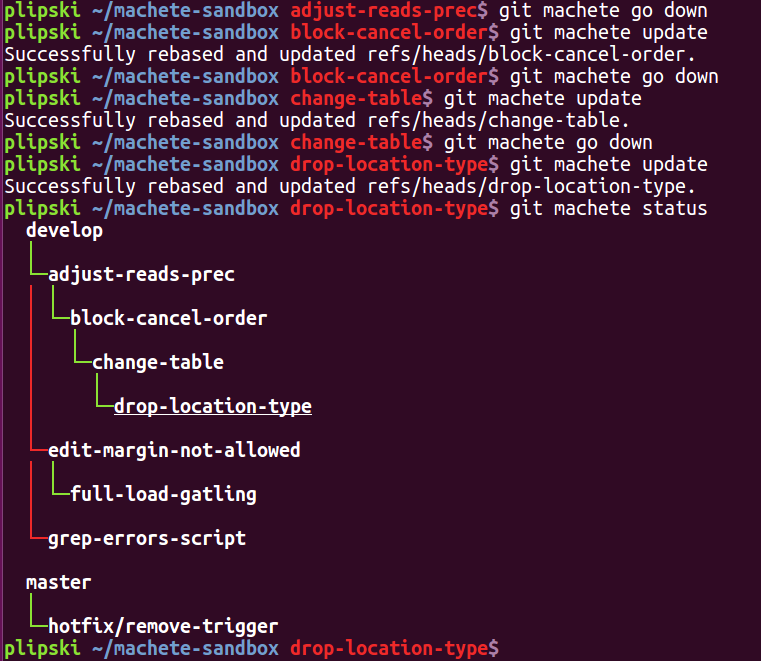 plipski ~/machete-sandbox adjust-reads-prec$ git machete go down
plipski ~/machete-sandbox block-cancel-order$ git machete update
Successfully rebased and updated refs/heads/block-cancel-order.
plipski ~/machete-sandbox block-cancel-order$ git machete go down
plipski ~/machete-sandbox change-table$ git machete update
Successfully rebased and updated refs/heads/change-table.
plipski ~/machete-sandbox change-table$ git machete go down
plipski ~/machete-sandbox drop-location-type$ git machete update
Successfully rebased and updated refs/heads/drop-location-type.
plipski ~/machete-sandbox drop-location-type$ git machete status
develop
adjust-reads-prec
block-cancel-order
change-table
drop-location-type
edit-margin-not-allowed
full-load-gatling
grep-errors-script
master
hotfix/remove-trigger
plipski ~/machete-sandbox drop-location-type$